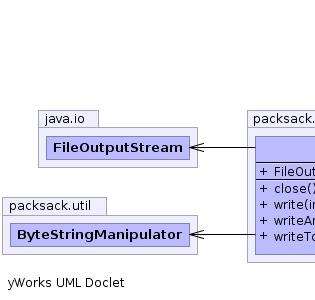 java.io
packsack.
FileOutputStream
+ FileOut
+ close()
+ write(in
+ writeAr
+ writeTo
packsack.util
ByteStringManipulator
yWorks UML Doclet